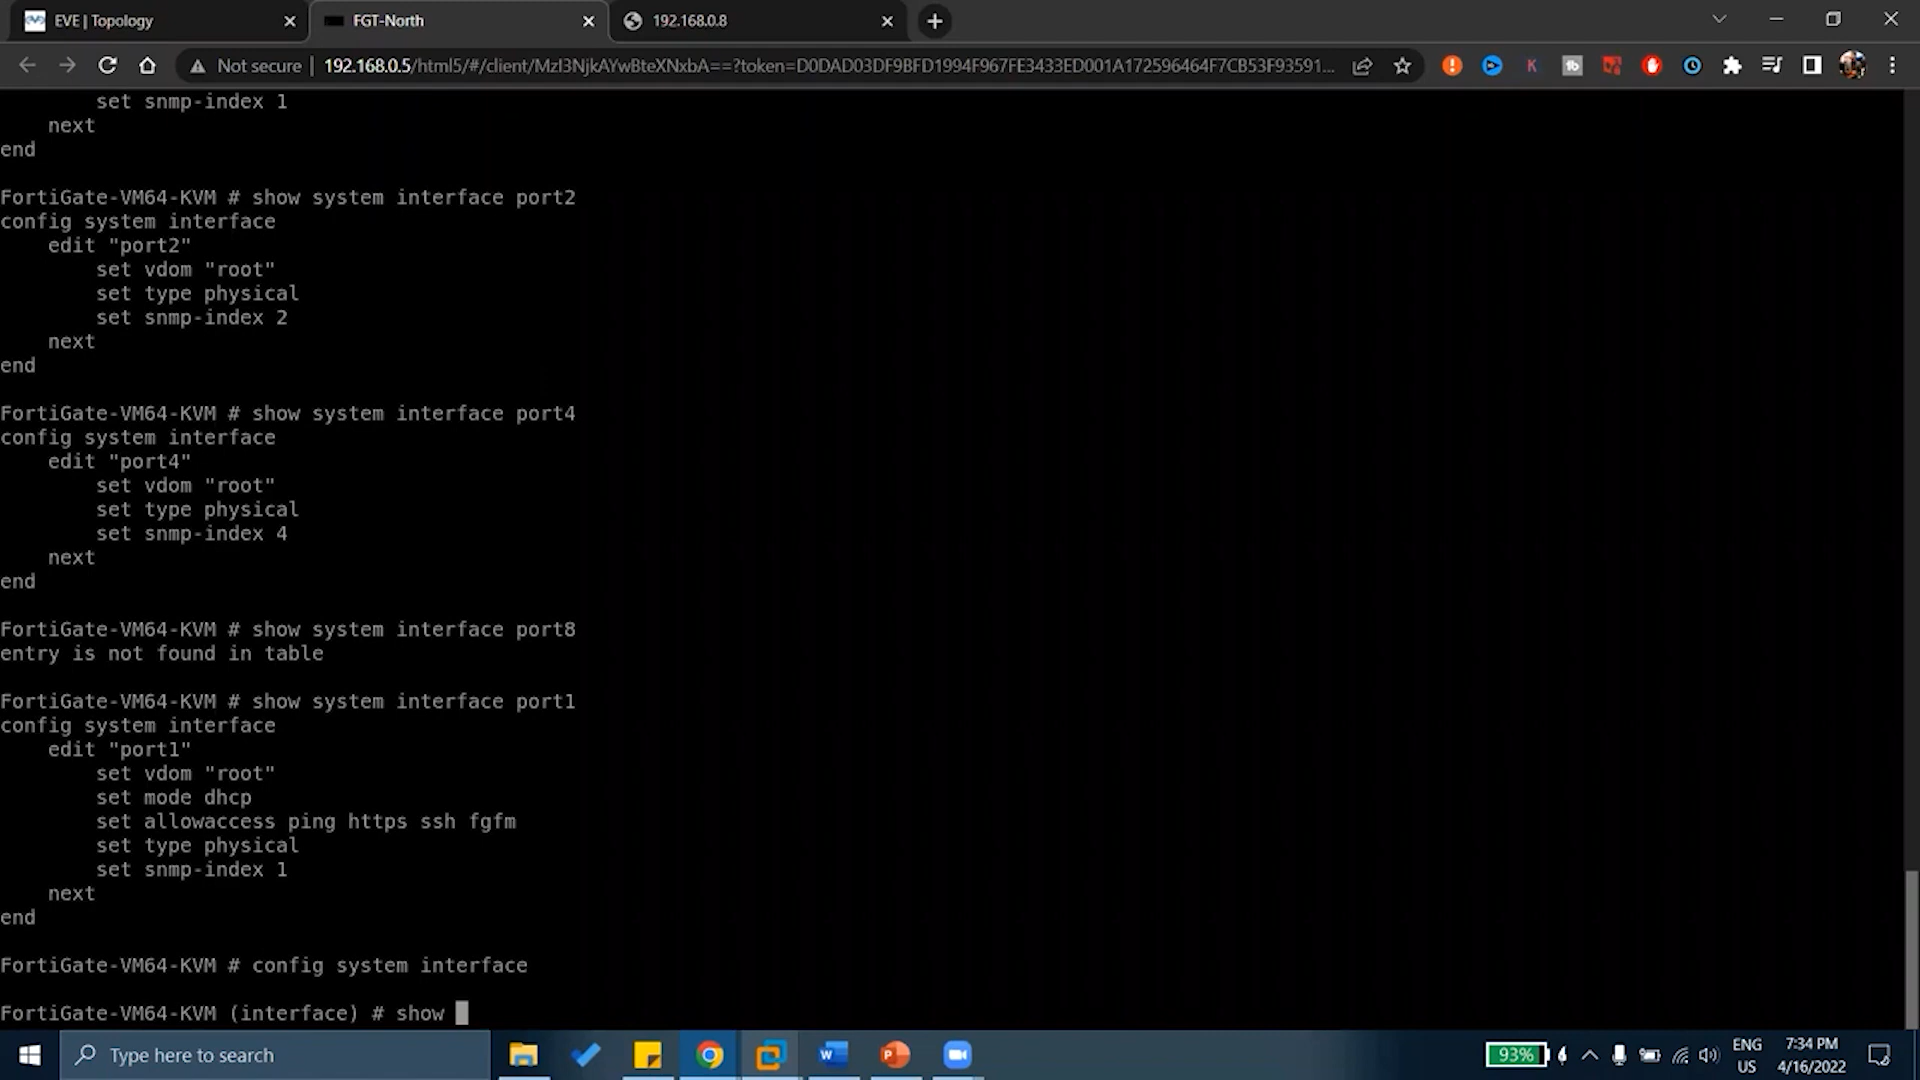 EVE | Topology
FGT-North
192.168.0.8
Not secure
192.168.0.5/html5/#/client/MzI3NjkAYwBteXNxbA==?token=D0DAD03DF9BFD1994F967FE3433ED001A172596464F7CB53F93591...
        set snmp-index 1
    next
end
FortiGate-VM64-KVM # show system interface port2
config system interface
    edit "port2"
        set vdom "root"
        set type physical
        set snmp-index 2
    next
end
FortiGate-VM64-KVM # show system interface port4
config system interface
    edit "port4"
        set vdom "root"
        set type physical
        set snmp-index 4
    next
end
FortiGate-VM64-KVM # show system interface port8
entry is not found in table
FortiGate-VM64-KVM # show system interface port1
config system interface
    edit "port1"
        set vdom "root"
        set mode dhcp
        set allowaccess ping https ssh fgfm
        set type physical
        set snmp-index 1
    next
end
FortiGate-VM64-KVM # config system interface
FortiGate-VM64-KVM (interface) # show
Type here to search
93%
ENG
US
7:34 PM
4/16/2022